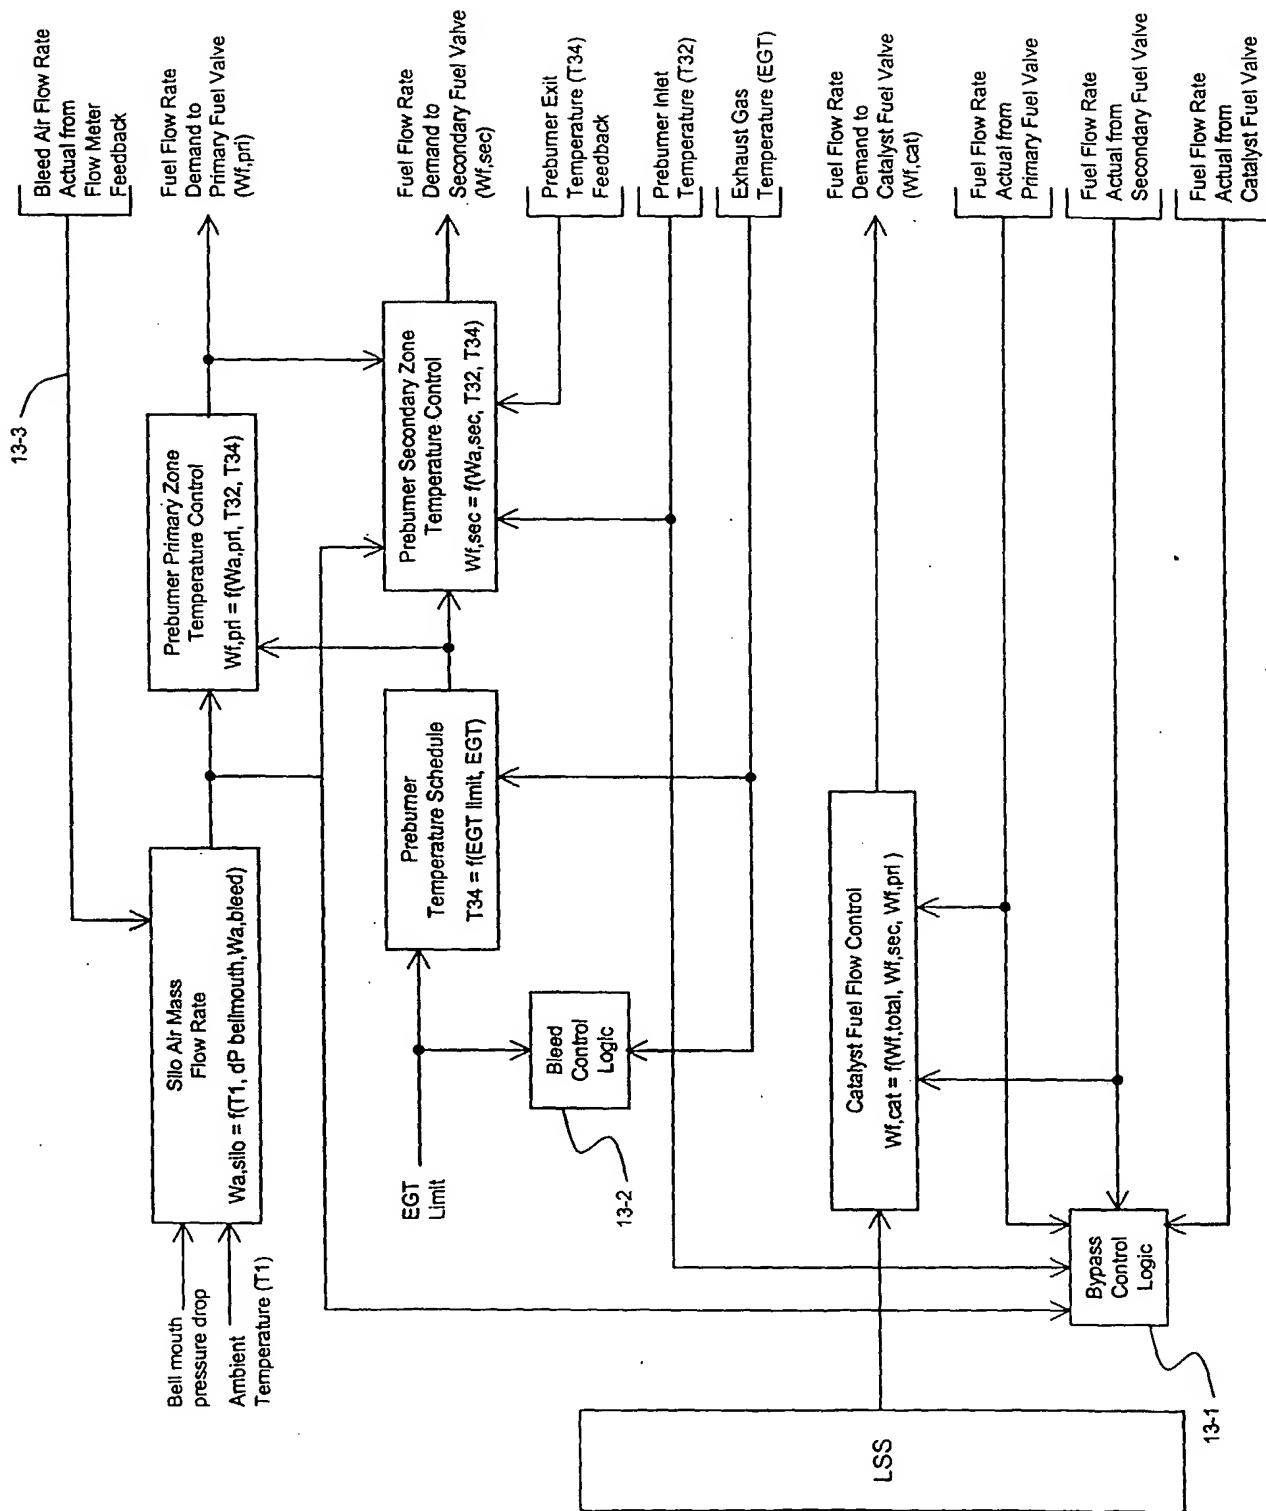 Bleed Air Flow Rate
Actual from
Flow Meter
Feedback
Fuel Flow Rate
Demand to
Primary Fuel Valve
(Wf,pri)
Fuel Flow Rate
Demand to
Secondary Fuel Valve
(Wf,sec)
Preburner Exit
Temperature (T34)
Feedback
Preburner Inlet
Temperature (T32)
Exhaust Gas
Temperature (EGT)
Fuel Flow Rate
Demand to
Catalyst Fuel Valve
(Wf,cat)
Fuel Flow Rate
Actual from
Primary Fuel Valve
Fuel Flow Rate
Actual from
Secondary Fuel Valve
Fuel Flow Rate
Actual from
Catalyst Fuel Valve
13-3
Preburner Primary Zone
Temperature Control
Wf,pri = f(Wa,pri, T32, T34)
Preburner Secondary Zone
Temperature Control
Wf,sec = f(Wa,sec, T32, T34)
Silo Air Mass
Flow Rate
Wa,silo = f(T1, dP bellmouth,Wa,bleed)
Preburner
Temperature Schedule
T34 = f(EGT limit, EGT)
Bleed
Control
Logic
13-2
Catalyst Fuel Flow Control
Wf,cat = f(Wf,total, Wf,sec, Wf,pri )
Bell mouth
pressure drop
Ambient
Temperature (T1)
EGT
Limit
Bypass
Control
Logic
13-1
LSS